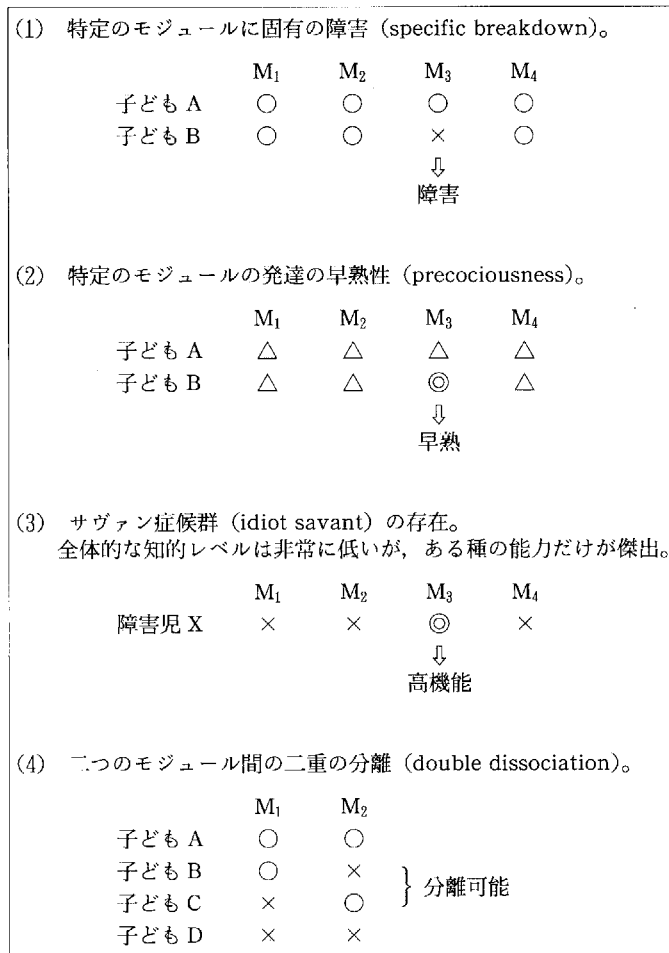 (1) 特定のモジュールに固有の障害 (specific breakdown)。
M₁ M₂ M₃ M₄
子ども A ○ ○ ○ ○
子ども B ○ ○ × ○
⇩
障害
(2) 特定のモジュールの発達の早熟性 (precociousness)。
M₁ M₂ M₃ M₄
子ども A △ △ △ △
子ども B △ △ ◎ △
⇩
早熟
(3) サヴァン症候群 (idiot savant) の存在。
全体的な知的レベルは非常に低いが，ある種の能力だけが傑出。
M₁ M₂ M₃ M₄
障害児 X × × ◎ ×
⇩
高機能
(4) 二つのモジュール間の二重の分離 (double dissociation)。
M₁ M₂
子ども A ○ ○
子ども B ○ ×
} 分離可能
子ども C × ○
子ども D × ×